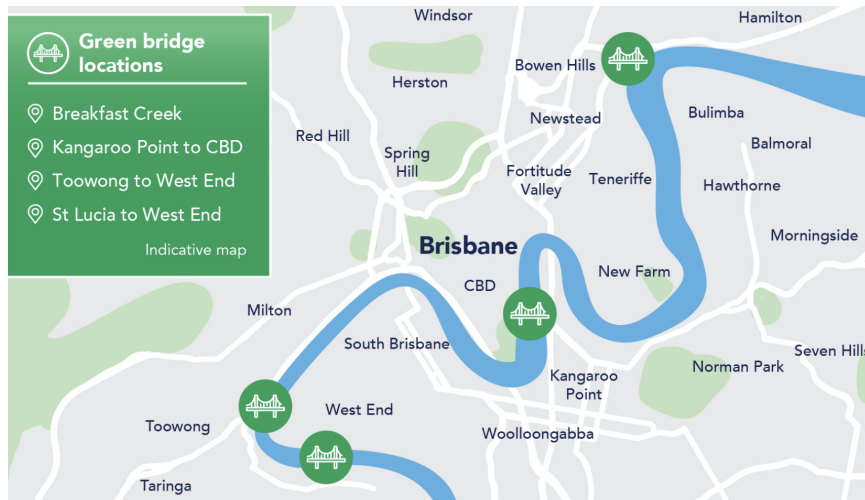 Green bridge
locations
Breakfast Creek
Kangaroo Point to CBD
Toowong to West End
St Lucia to West End
Indicative map
Windsor
Hamilton
Bowen Hills
Herston
Newstead
Bulimba
Red Hill
Balmoral
Spring
Hill
Fortitude
Valley
Teneriffe
Hawthorne
Morningside
Brisbane
New Farm
CBD
Milton
South Brisbane
Seven Hills
Norman Park
Kangaroo
Point
West End
Toowong
Woolloongabba
Taringa